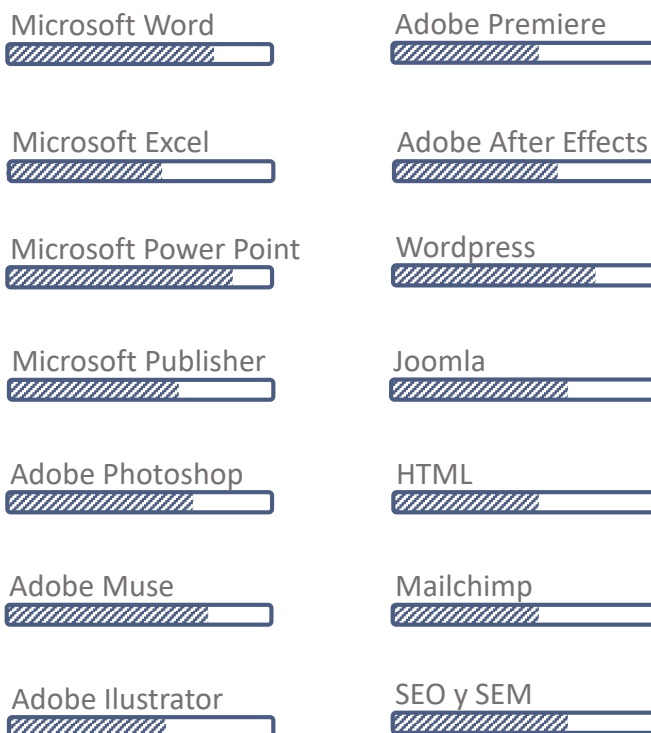 Microsoft Word
Microsoft Excel
Microsoft Power Point
Microsoft Publisher
Adobe Photoshop
Adobe Muse
Adobe Ilustrator
Adobe Premiere
Adobe After Effects
Wordpress
Joomla
HTML
Mailchimp
SEO y SEM